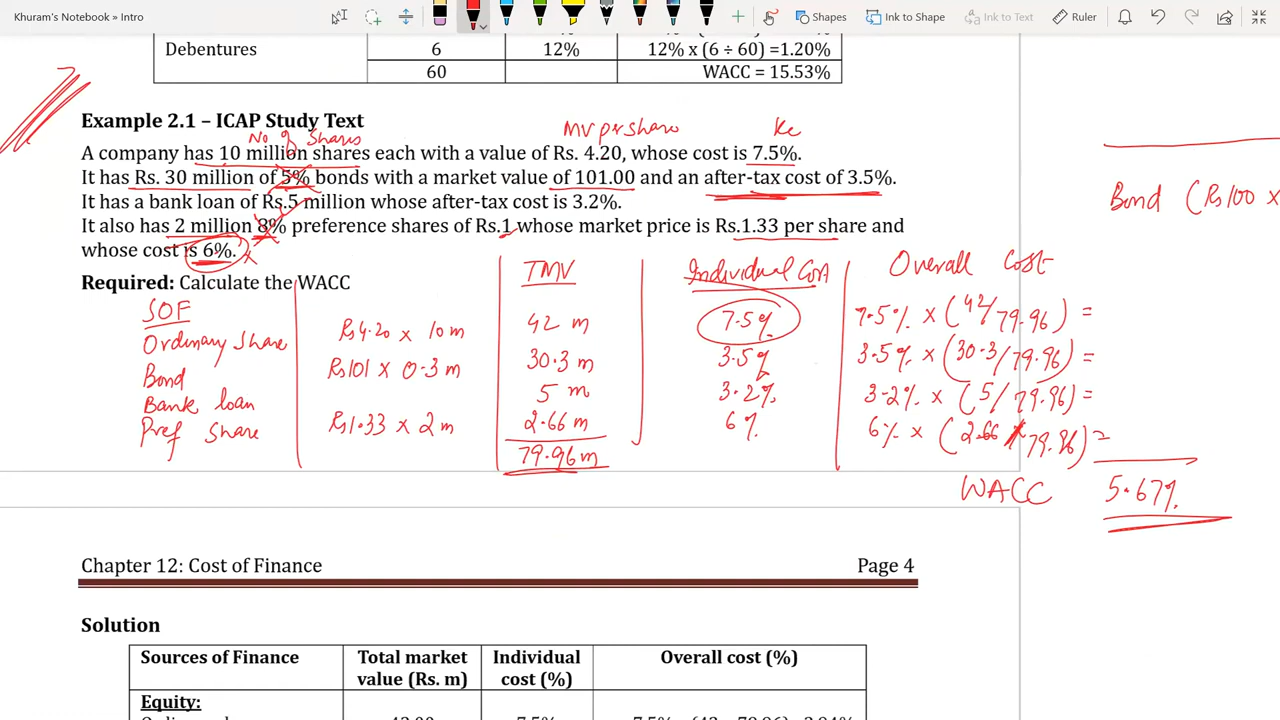 Khuram's Notebook » Intro
Shapes
Ink to Shape
Ink to Text
Ruler
Debentures 6 12% 12% x (6 ÷ 60) =1.20%
60 WACC = 15.53%
Example 2.1 – ICAP Study Text
No of Shares MV per share Ke
A company has 10 million shares each with a value of Rs. 4.20, whose cost is 7.5%.
It has Rs. 30 million of 5% bonds with a market value of 101.00 and an after-tax cost of 3.5%.
It has a bank loan of Rs.5 million whose after-tax cost is 3.2%.
It also has 2 million 8% preference shares of Rs.1 whose market price is Rs.1.33 per share and
whose cost is 6%.
Bond (Rs100 x
Required: Calculate the WACC
SOF TMV Individual Cost Overall Cost
Ordinary Share Rs4.20 x 10 m 42 m 7.5% 7.5% x (42/79.96) =
Bond Rs101 x 0.3 m 30.3 m 3.5% 3.5% x (30.3/79.96) =
Bank loan 5 m 3.2% 3.2% x (5/79.96) =
Pref Share Rs1.33 x 2 m 2.66 m 6% 6% x (2.66/79.96) =
79.96 m
WACC 5.67%
Chapter 12: Cost of Finance Page 4
Solution
Sources of Finance Total market value (Rs. m) Individual cost (%) Overall cost (%)
Equity: